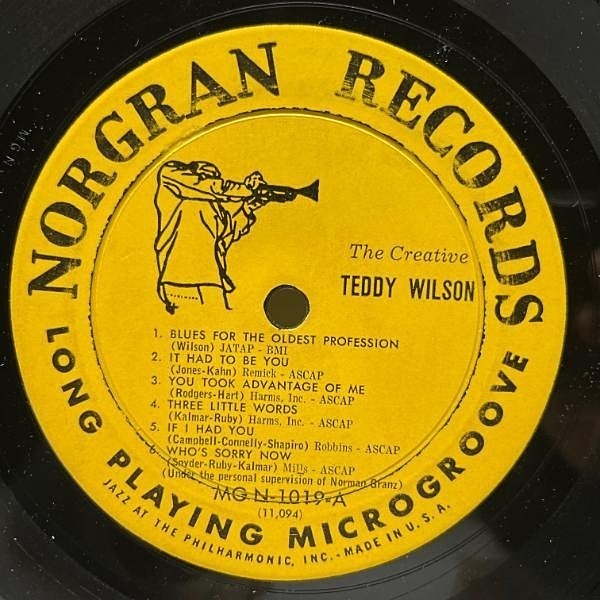 NORGRAN RECORDS
The Creative
TEDDY WILSON
1. BLUES FOR THE OLDEST PROFESSION
(Wilson) JATAP - BMI
2. IT HAD TO BE YOU
(Jones-Kahn) Remick - ASCAP
3. YOU TOOK ADVANTAGE OF ME
(Rodgers-Hart) Harms, Inc. - ASCAP
4. THREE LITTLE WORDS
(Kalmar-Ruby) Harms, Inc. - ASCAP
5. IF I HAD YOU
(Campbell-Connelly-Shapiro) Robbins - ASCAP
6. WHO'S SORRY NOW
(Snyder-Ruby-Kalmar) Mills - ASCAP
(Under the personal supervision of Norman Granz)
MG N-1019-A
(11,094)
LONG PLAYING MICROGROOVE
JAZZ AT THE PHILHARMONIC, INC.-MADE IN U.S.A.
MGN